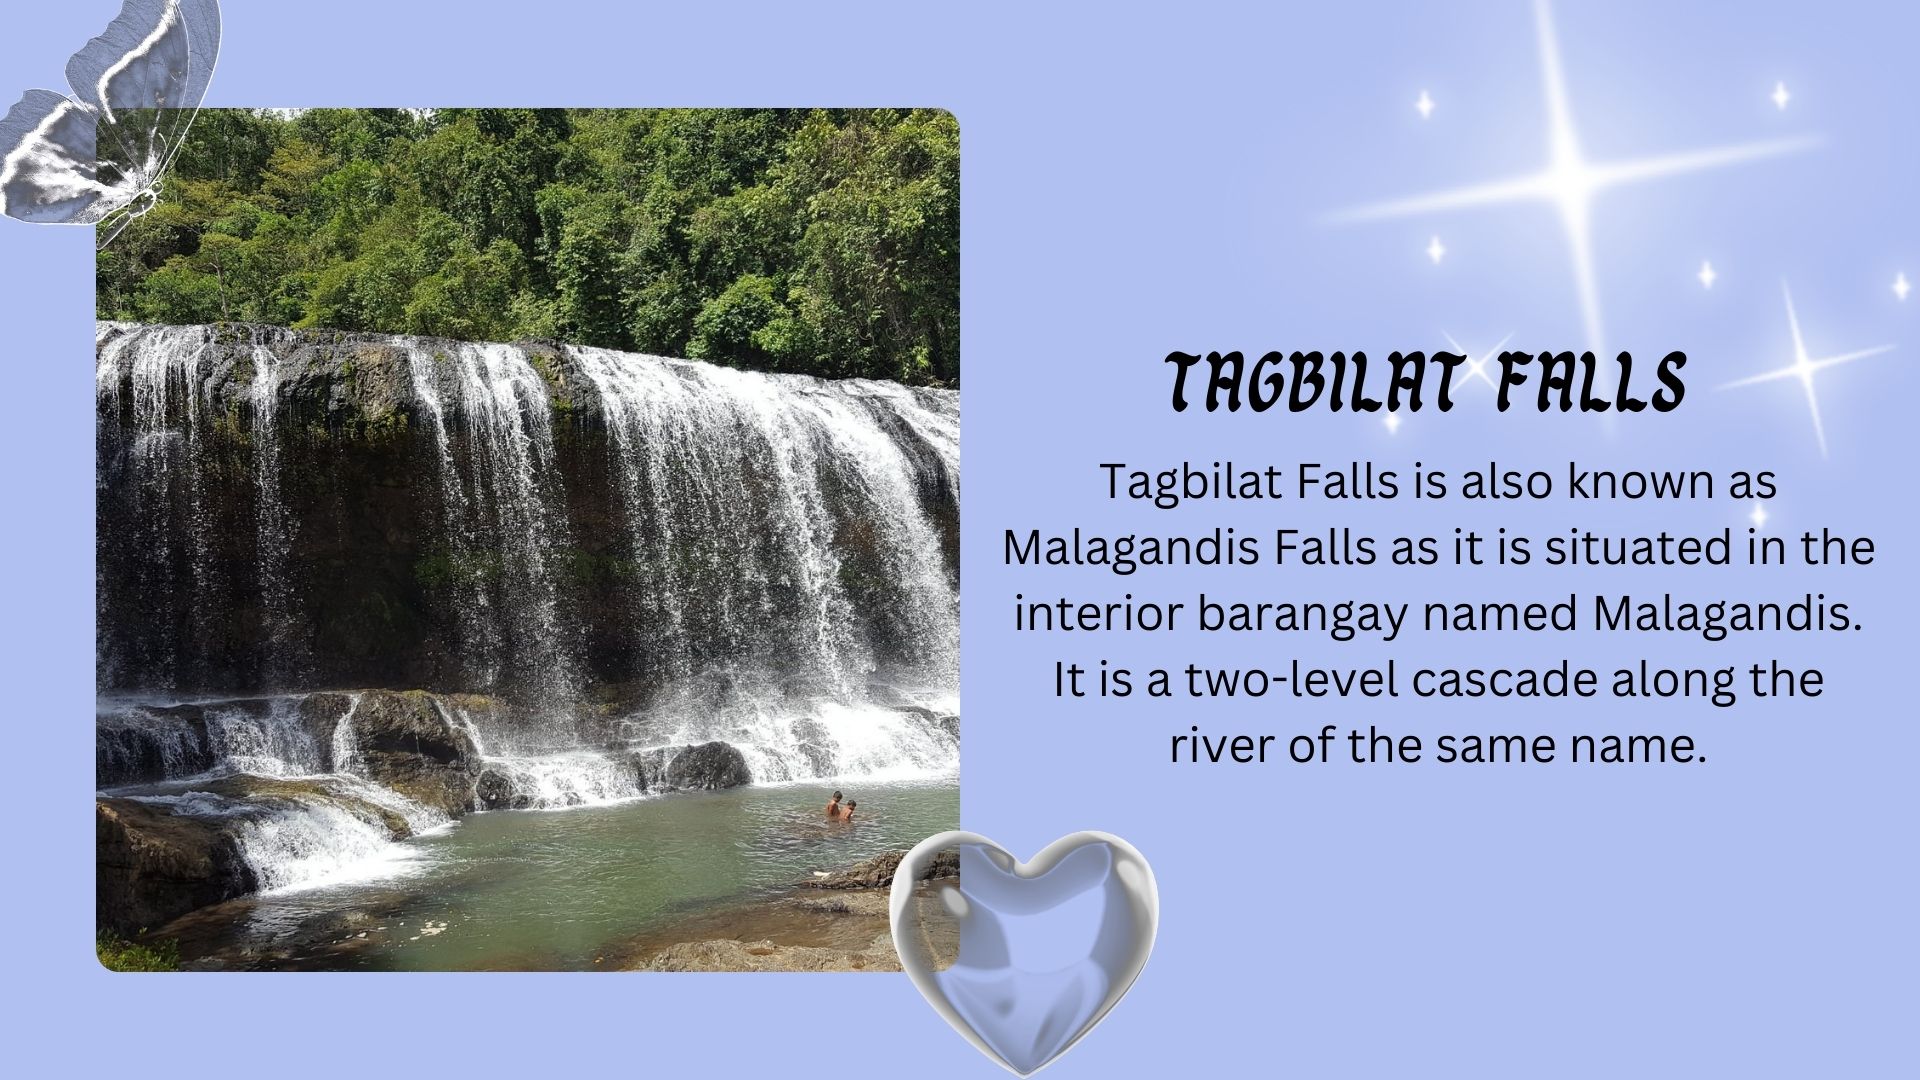 TAGBILAT FALLS
Tagbilat Falls is also known as
Malagandis Falls as it is situated in the
interior barangay named Malagandis.
It is a two-level cascade along the
river of the same name.